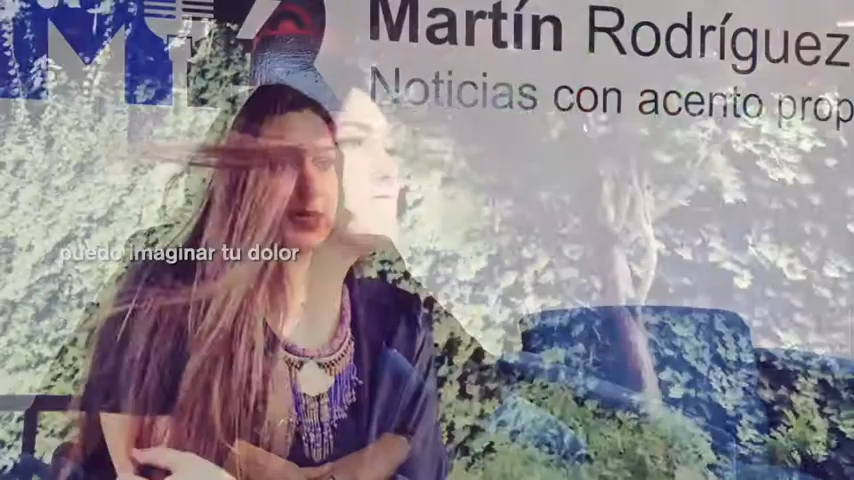 Martín Rodríguez
Noticias con acento prop
puedo imaginar tu dolor